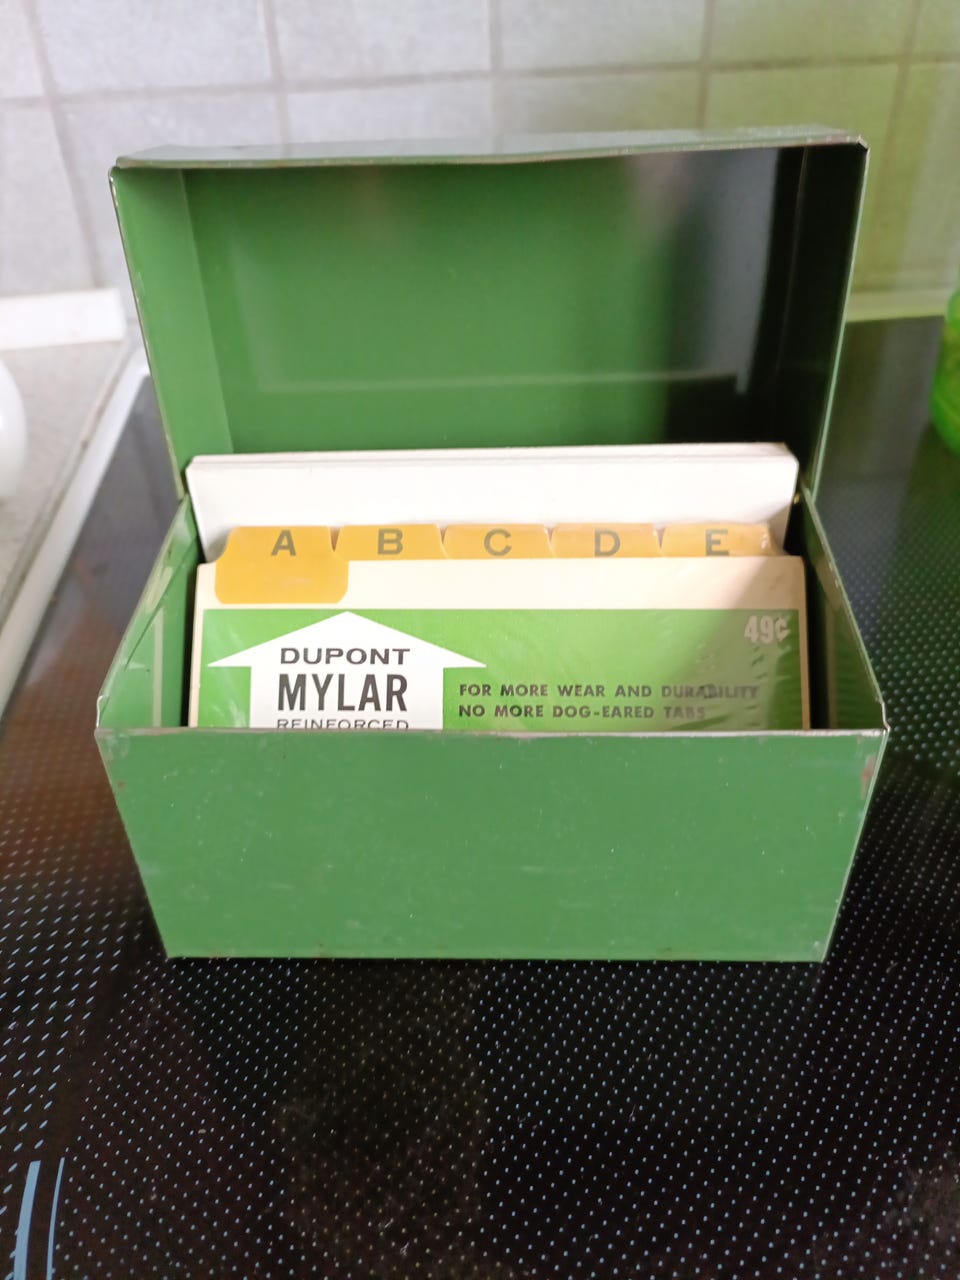 A B C D E
49¢
DUPONT
MYLAR
REINFORCED
FOR MORE WEAR AND DURABILITY
NO MORE DOG-EARED TABS